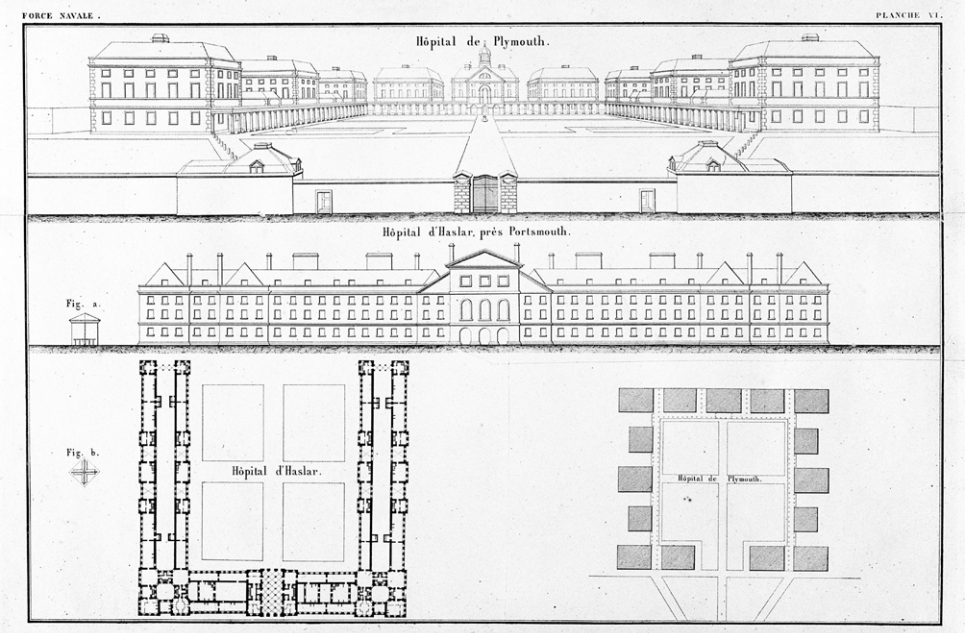 FORCE NAVALE.
PLANCHE VI.
Hôpital de Plymouth.
Hôpital d'Haslar, près Portsmouth.
Fig. a.
Fig. b.
Hôpital d'Haslar.
Hôpital de Plymouth.